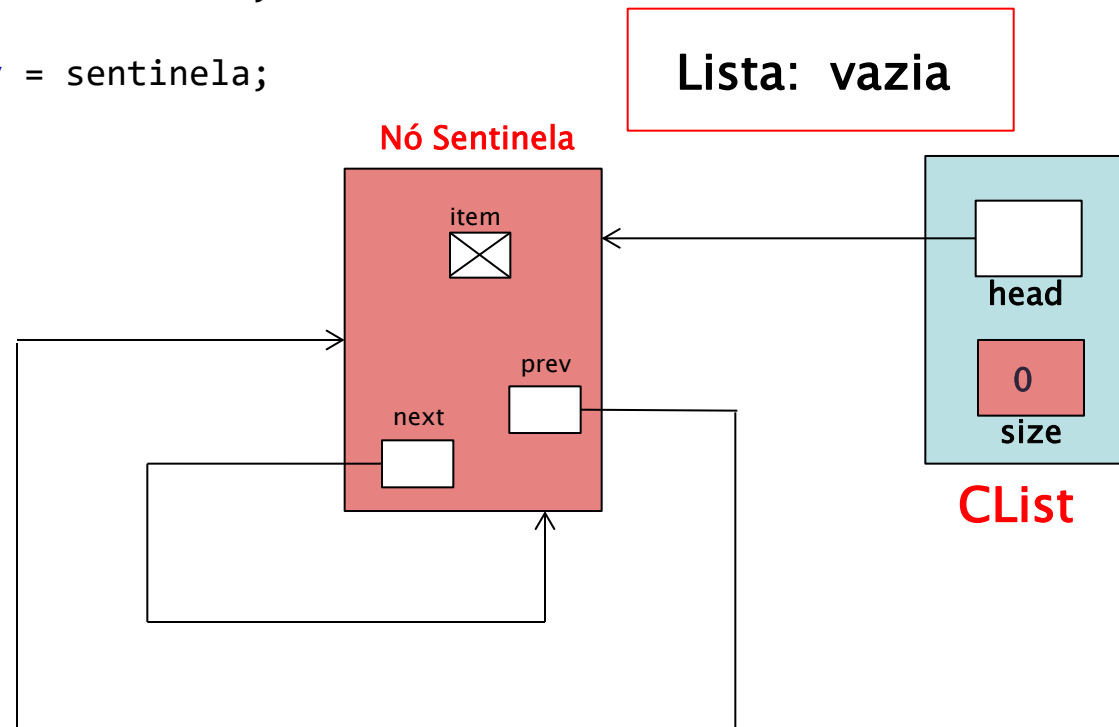 = sentinela;
Lista: vazia
Nó Sentinela
item
head
prev
0
next
size
CList